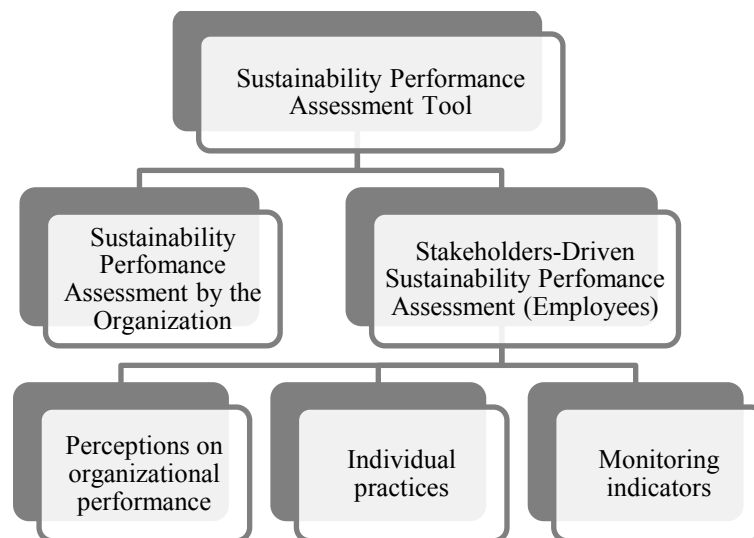 Sustainability Performance
Assessment Tool
Sustainability
Perfomance
Assessment by the
Organization
Stakeholders-Driven
Sustainability Perfomance
Assessment (Employees)
Perceptions on
organizational
performance
Individual
practices
Monitoring
indicators